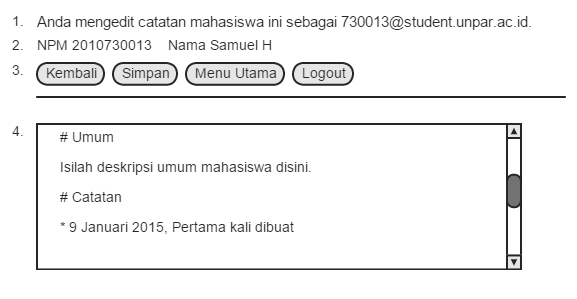 1. Anda mengedit catatan mahasiswa ini sebagai 730013@student.unpar.ac.id.
2. NPM 2010730013 Nama Samuel H
3. Kembali Simpan Menu Utama Logout
4. # Umum
Isilah deskripsi umum mahasiswa disini.
# Catatan
* 9 Januari 2015, Pertama kali dibuat